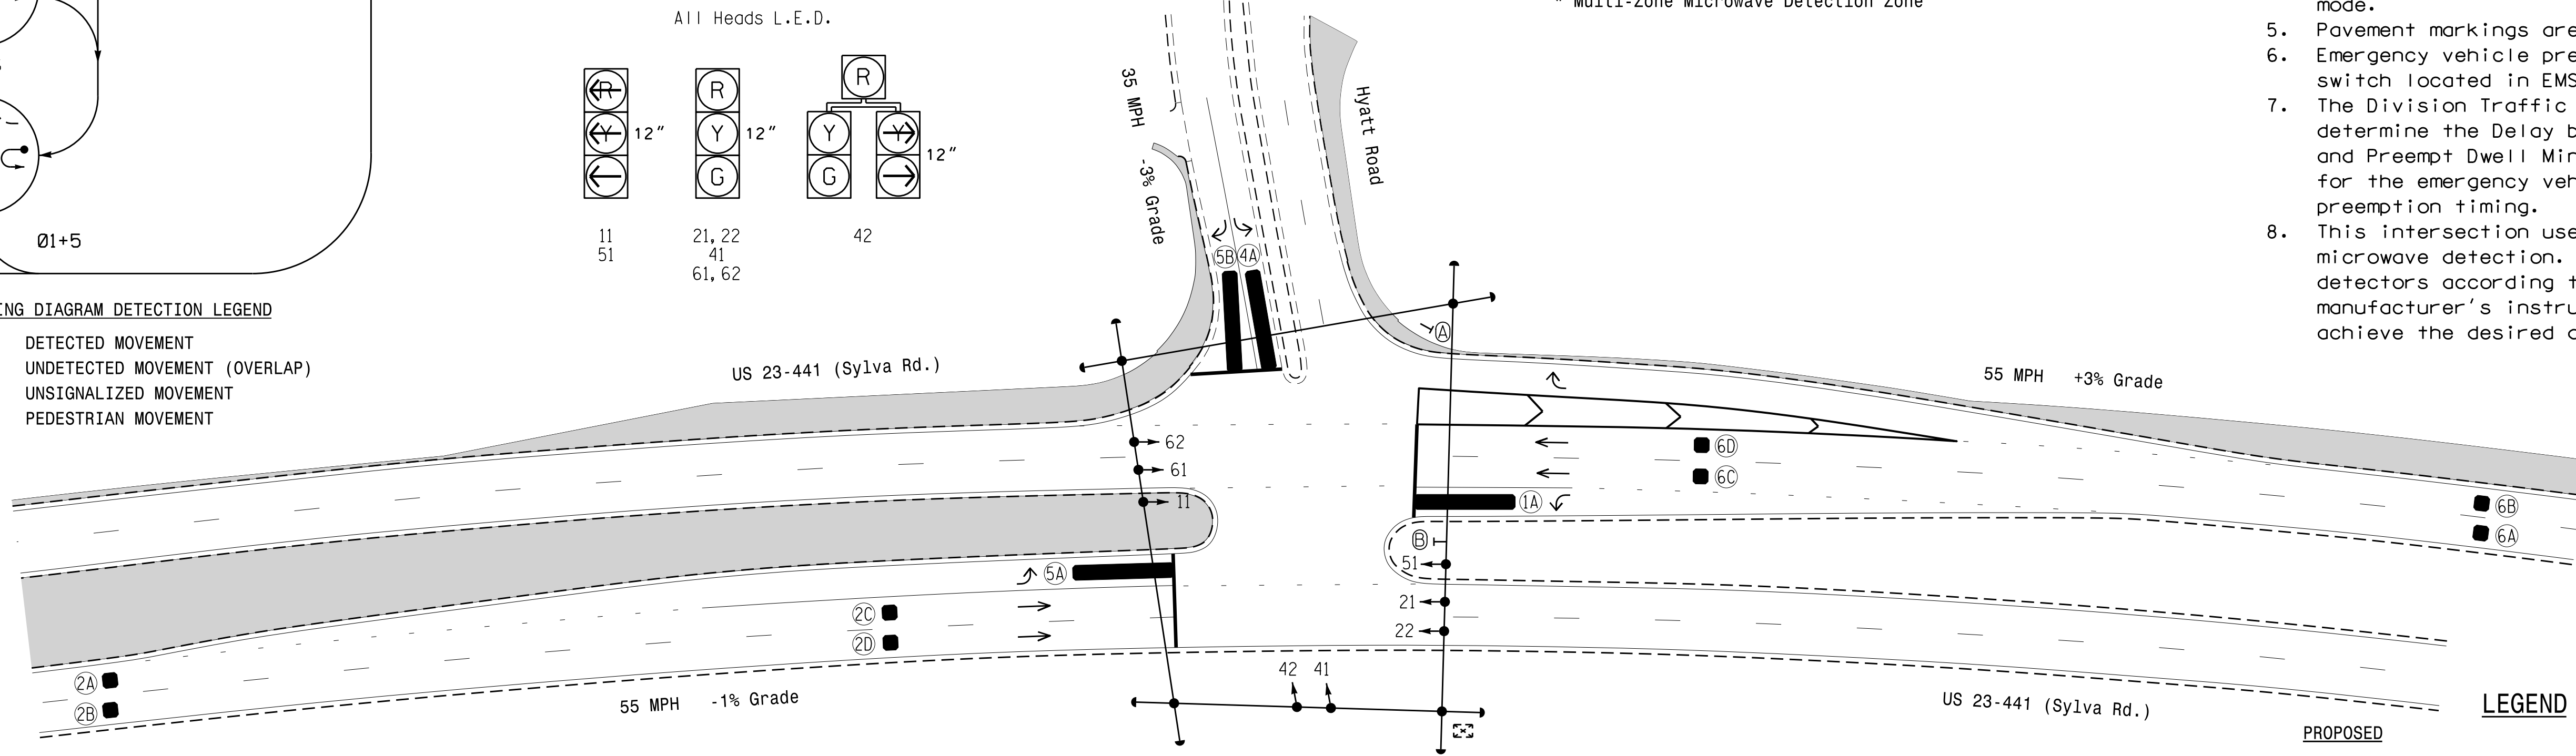 All Heads L.E.D.
R Y 12"
R Y G 12"
R Y G Y 12"
11
51
21, 22
41
61, 62
42
Ø1+5
ING DIAGRAM DETECTION LEGEND
DETECTED MOVEMENT
UNDETECTED MOVEMENT (OVERLAP)
UNSIGNALIZED MOVEMENT
PEDESTRIAN MOVEMENT
* Multi-Zone Microwave Detection Zone
mode.
5. Pavement markings are
6. Emergency vehicle pre
switch located in EMS
7. The Division Traffic
determine the Delay b
and Preempt Dwell Min
for the emergency veh
preemption timing.
8. This intersection use
microwave detection.
detectors according t
manufacturer's instru
achieve the desired
35 MPH -3% Grade
Hyatt Road
5B 4A
A
US 23-441 (Sylva Rd.)
55 MPH +3% Grade
62
61
11
6D
6C
1A
6B
6A
B
51
21
22
5A
2C
2D
2A
2B
42 41
55 MPH -1% Grade
US 23-441 (Sylva Rd.)
LEGEND
PROPOSED